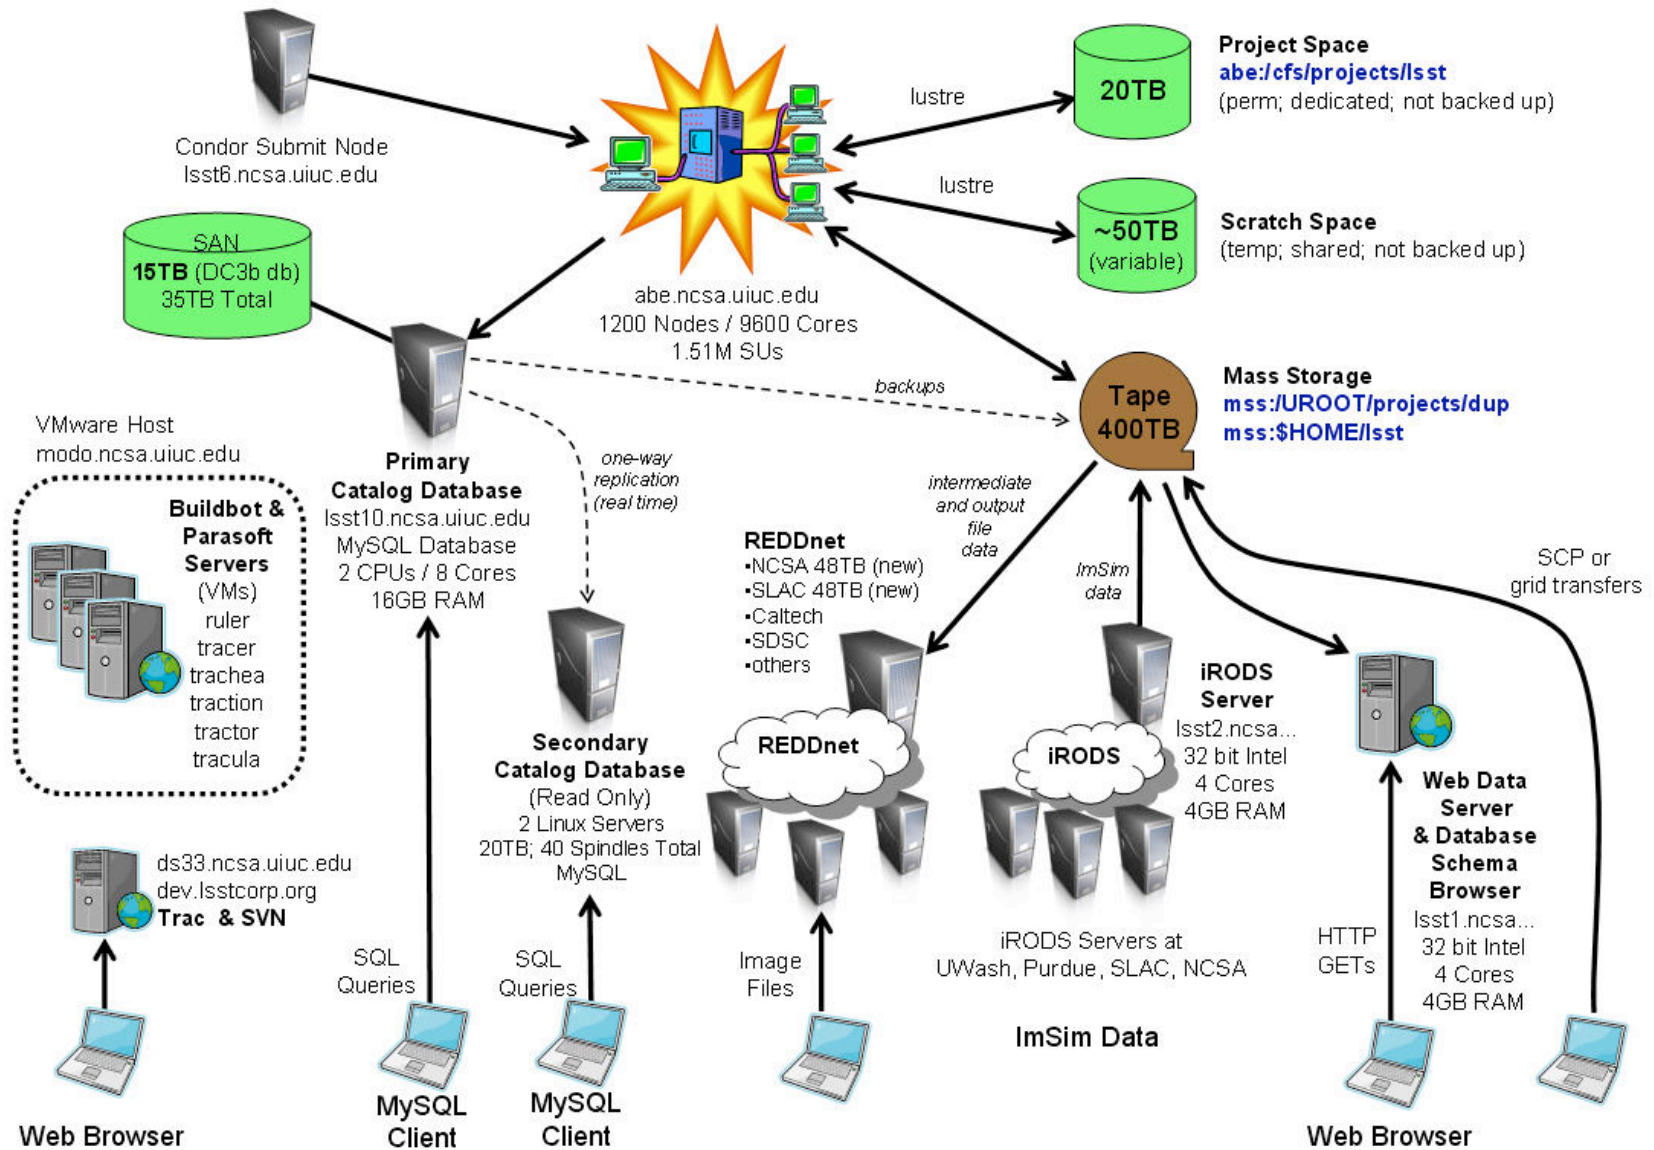 Condor Submit Node
lsst6.ncsa.uiuc.edu
lustre
20TB
Project Space
abe:/cfs/projects/lsst
(perm; dedicated; not backed up)
lustre
~50TB
(variable)
Scratch Space
(temp; shared; not backed up)
SAN
15TB (DC3b db)
35TB Total
abe.ncsa.uiuc.edu
1200 Nodes / 9600 Cores
1.51M SUs
backups
Tape
400TB
Mass Storage
mss:/UROOT/projects/dup
mss:$HOME/lsst
VMware Host
modo.ncsa.uiuc.edu
Buildbot &
Parasoft
Servers
(VMs)
ruler
tracer
trachea
traction
tractor
tracula
Primary
Catalog Database
lsst10.ncsa.uiuc.edu
MySQL Database
2 CPUs / 8 Cores
16GB RAM
one-way
replication
(real time)
intermediate
and output
file
data
REDDnet
▪NCSA 48TB (new)
▪SLAC 48TB (new)
▪Caltech
▪SDSC
▪others
ImSim
data
SCP or
grid transfers
Secondary
Catalog Database
(Read Only)
2 Linux Servers
20TB; 40 Spindles Total
MySQL
REDDnet
iRODS
iRODS
Server
lsst2.ncsa...
32 bit Intel
4 Cores
4GB RAM
Web Data
Server
& Database
Schema
Browser
lsst1.ncsa...
32 bit Intel
4 Cores
4GB RAM
ds33.ncsa.uiuc.edu
dev.lsstcorp.org
Trac & SVN
SQL
Queries
SQL
Queries
Image
Files
iRODS Servers at
UWash, Purdue, SLAC, NCSA
HTTP
GETs
ImSim Data
Web Browser
MySQL
Client
MySQL
Client
Web Browser